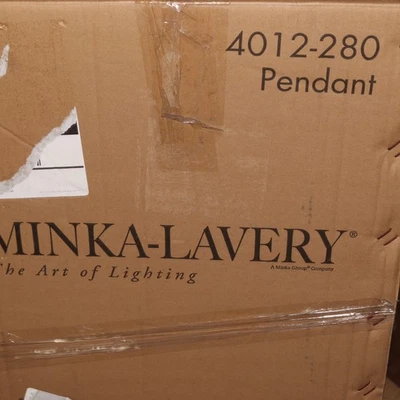 4012-280
Pendant
MINKA-LAVERY®
The Art of Lighting
A Minka Group® Company